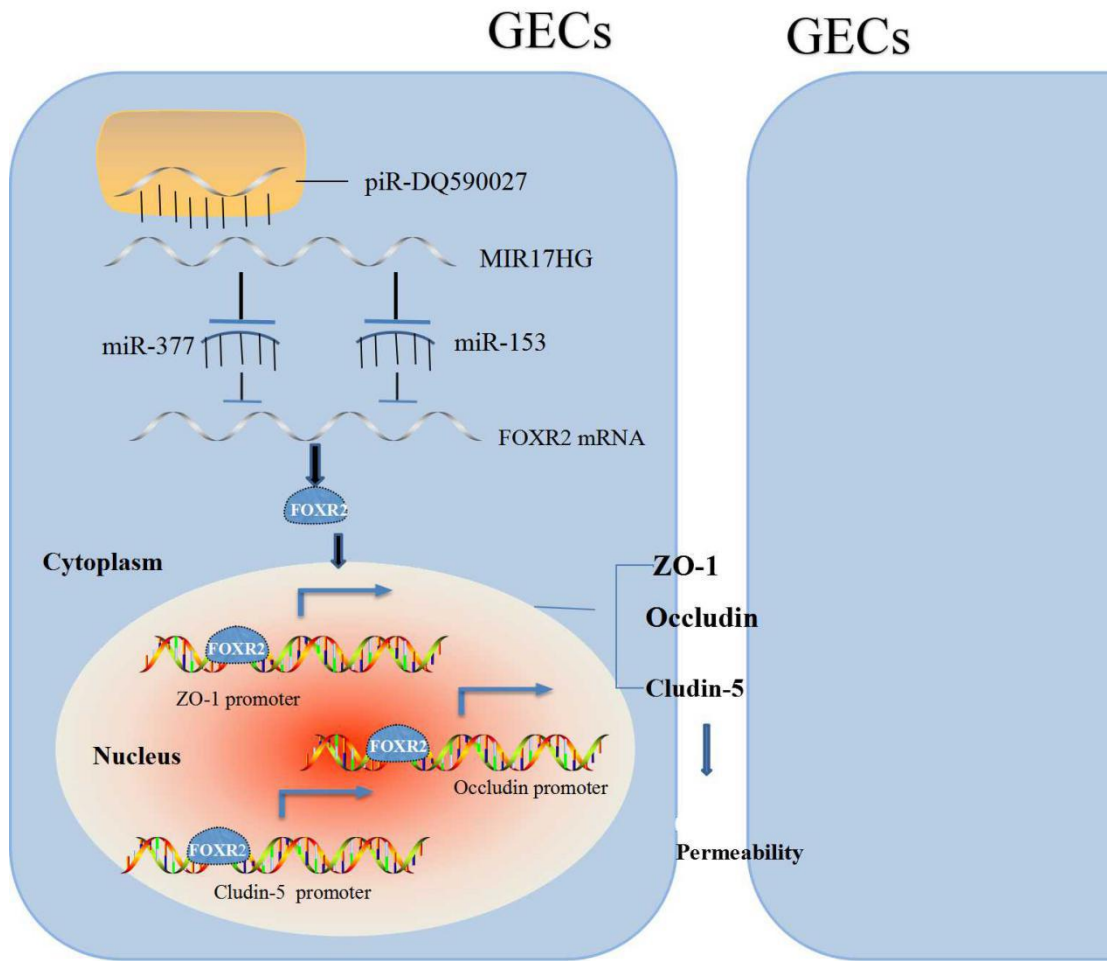 GECs
GECs
piR-DQ590027
MIR17HG
miR-377
miR-153
FOXR2 mRNA
FOXR2
Cytoplasm
ZO-1
Occludin
Cludin-5
FOXR2
ZO-1 promoter
Nucleus
FOXR2
Occludin promoter
FOXR2
Cludin-5 promoter
Permeability